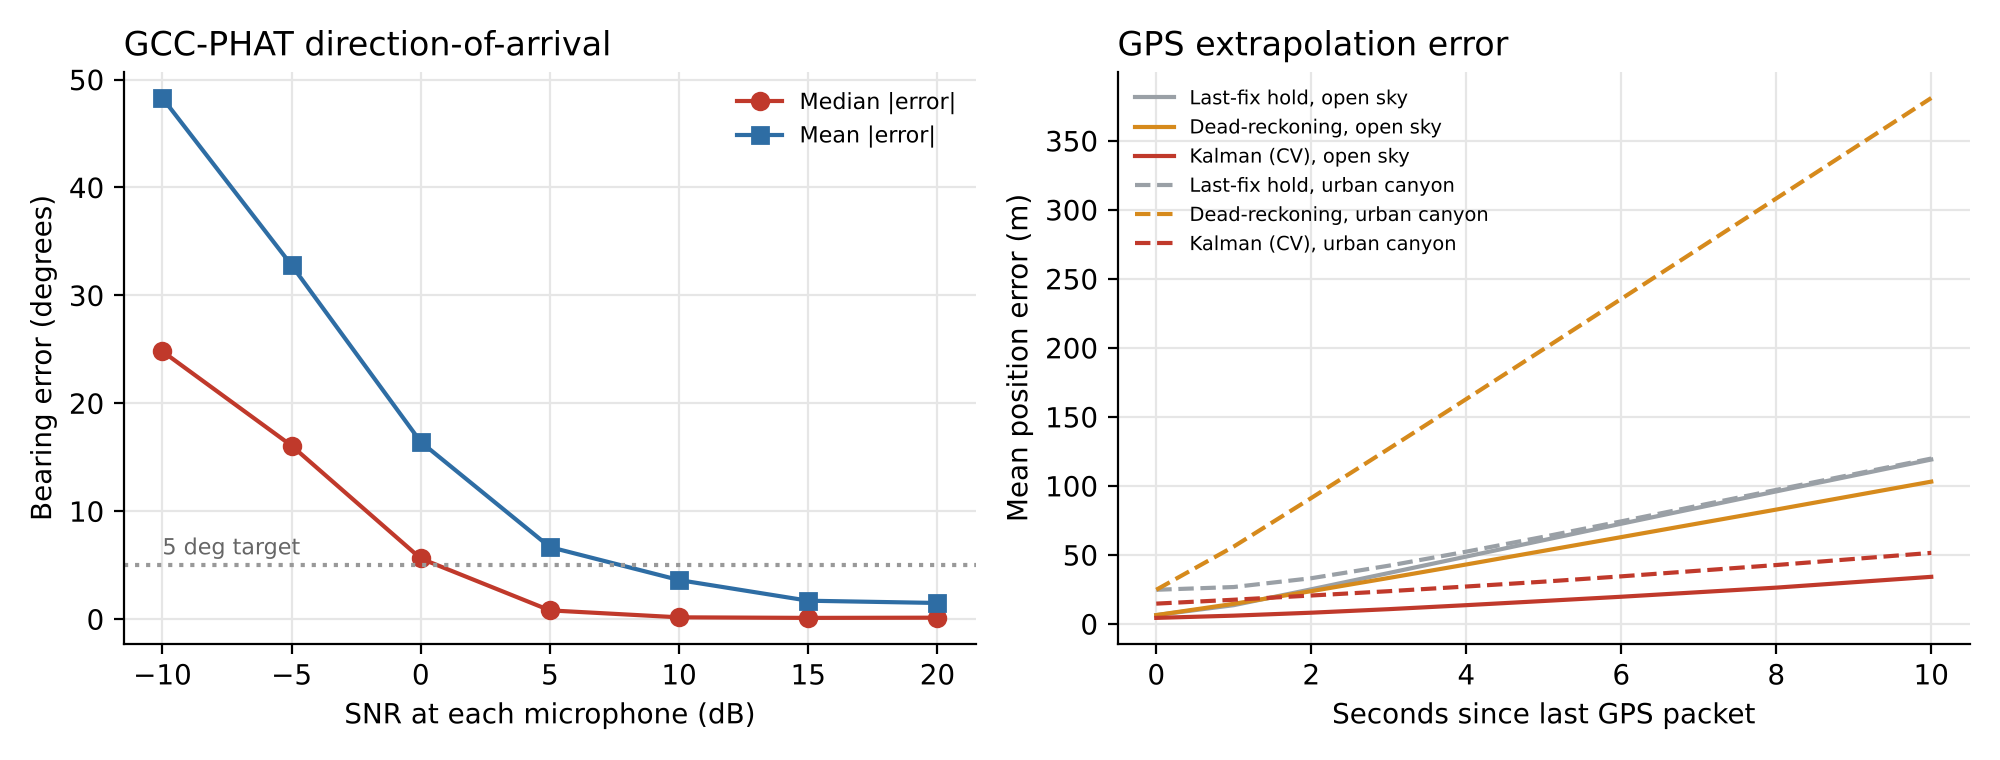 GCC-PHAT direction-of-arrival
Bearing error (degrees)
50
40
30
20
10
0
Median |error|
Mean |error|
5 deg target
−10
−5
0
5
10
15
20
SNR at each microphone (dB)
GPS extrapolation error
Mean position error (m)
350
300
250
200
150
100
50
0
Last-fix hold, open sky
Dead-reckoning, open sky
Kalman (CV), open sky
Last-fix hold, urban canyon
Dead-reckoning, urban canyon
Kalman (CV), urban canyon
0
2
4
6
8
10
Seconds since last GPS packet